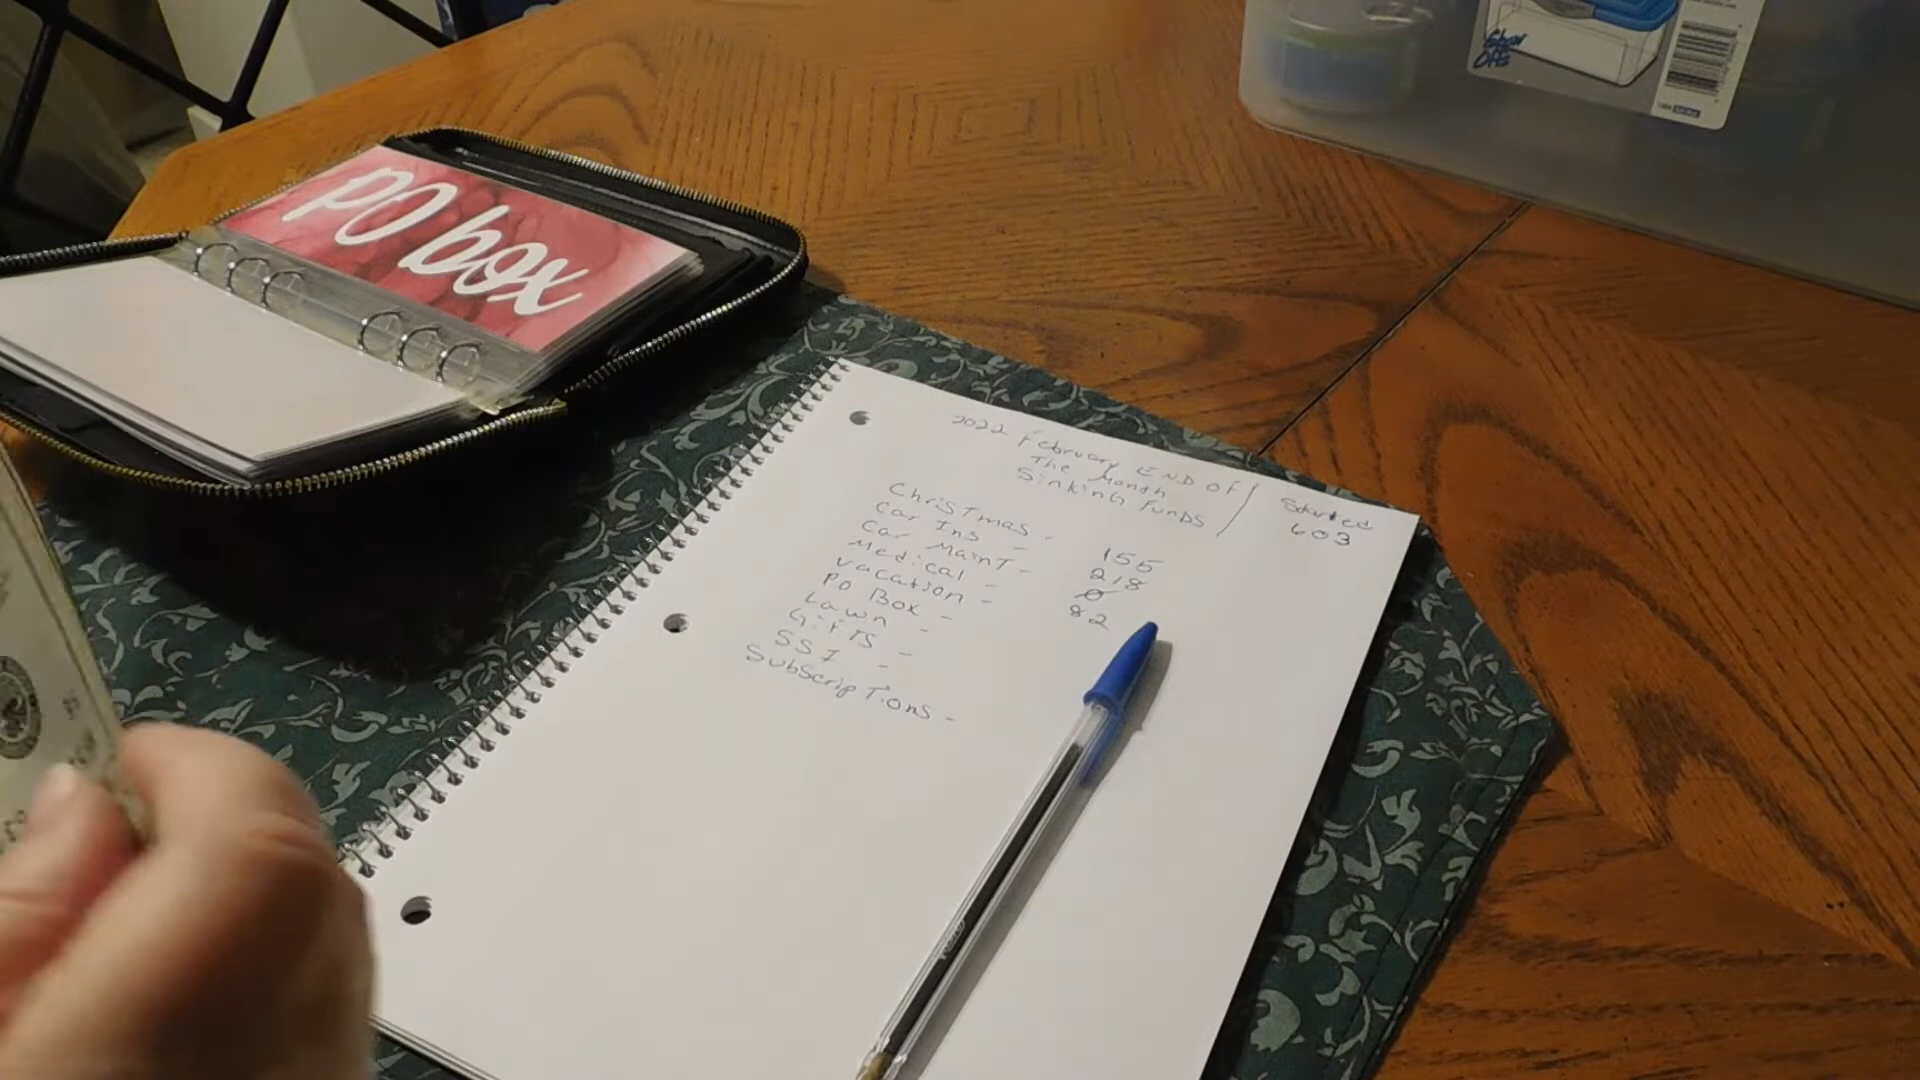 PO box
2022 February END OF
The Month
Sinking Funds
Started
603
Christmas - 155
Car Ins - 218
Car Maint - 0
Medical - 82
Vacation -
PO Box -
Lawn -
Gifts -
SSI -
Subscriptions -